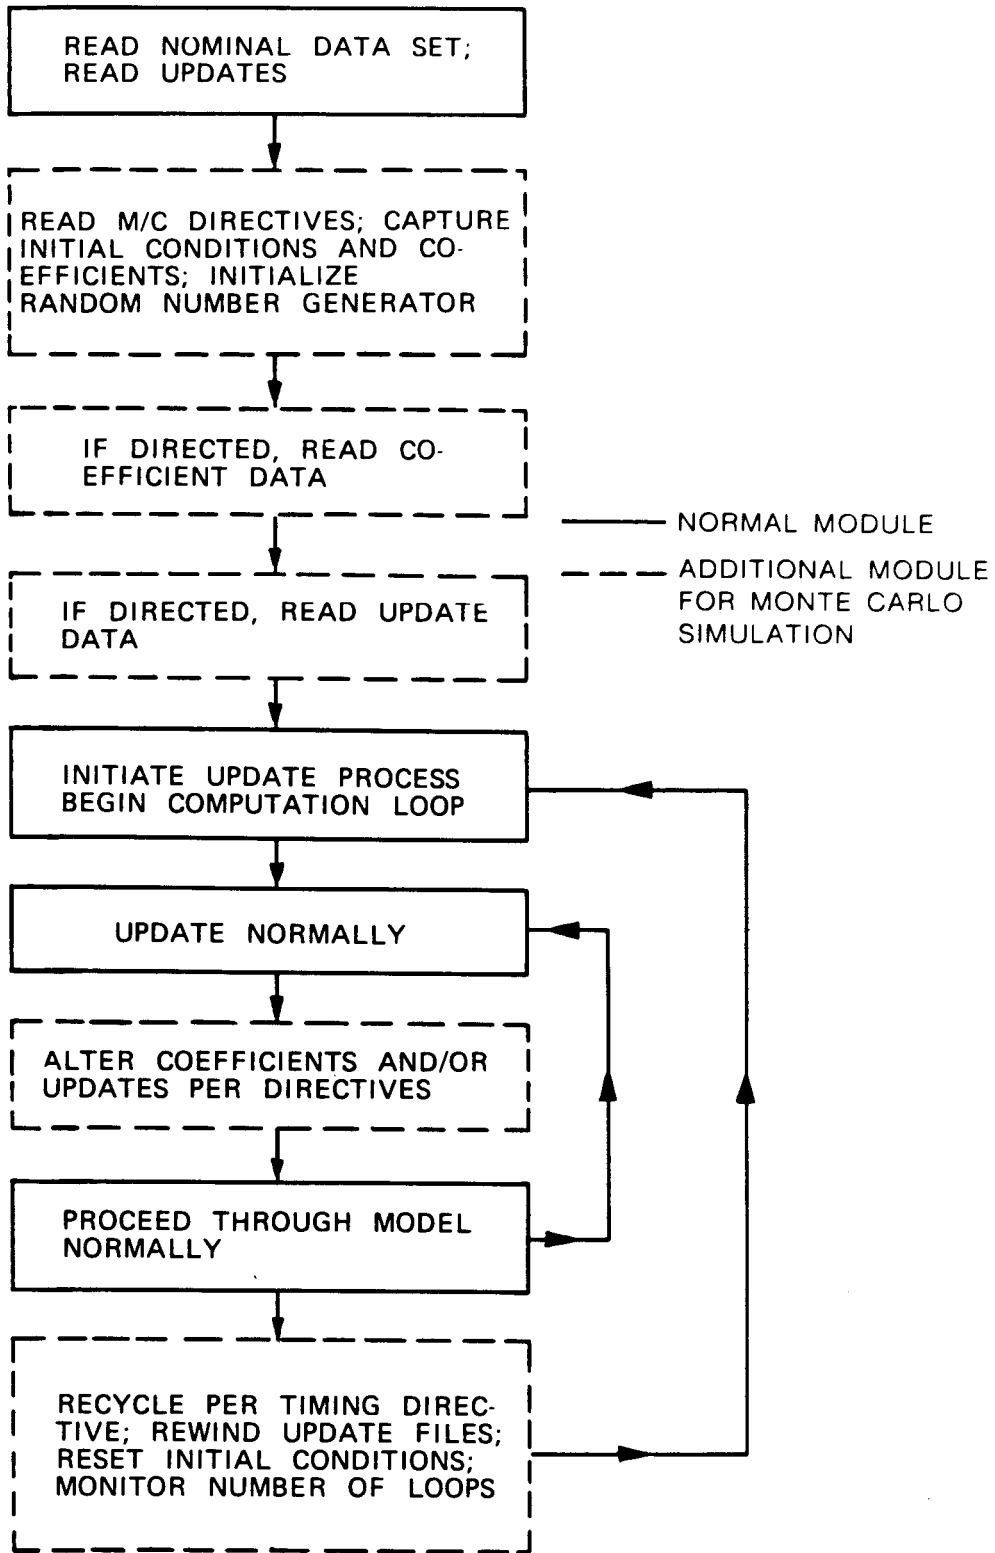 READ NOMINAL DATA SET;
READ UPDATES
READ M/C DIRECTIVES; CAPTURE
INITIAL CONDITIONS AND CO-
EFFICIENTS; INITIALIZE
RANDOM NUMBER GENERATOR
IF DIRECTED, READ CO-
EFFICIENT DATA
NORMAL MODULE
ADDITIONAL MODULE
FOR MONTE CARLO
SIMULATION
IF DIRECTED, READ UPDATE
DATA
INITIATE UPDATE PROCESS
BEGIN COMPUTATION LOOP
UPDATE NORMALLY
ALTER COEFFICIENTS AND/OR
UPDATES PER DIRECTIVES
PROCEED THROUGH MODEL
NORMALLY
RECYCLE PER TIMING DIREC-
TIVE; REWIND UPDATE FILES;
RESET INITIAL CONDITIONS;
MONITOR NUMBER OF LOOPS